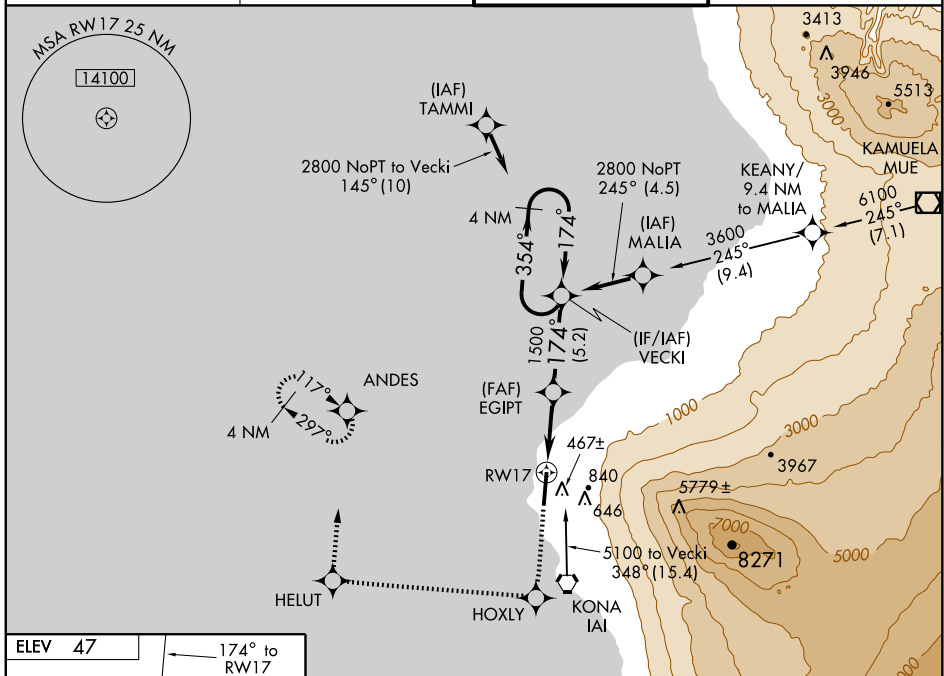 MSA RW17 25 NM
14100
(IAF)
TAMMI
2800 NoPT to Vecki
145° (10)
4 NM
354°
174°
2800 NoPT
245° (4.5)
(IAF)
MALIA
KEANY/
9.4 NM
to MALIA
3600
245°
(9.4)
KAMUELA
MUE
6100
245°
(7.1)
3413
3946
5513
3000
(IF/IAF)
VECKI
1500
174°
(5.2)
(FAF)
EGIPT
ANDES
117°
297°
4 NM
RW17
467±
840
646
1000
3000
3967
5779±
7000
8271
5000
5100 to Vecki
348° (15.4)
HELUT
HOXLY
KONA
IAI
ELEV 47
174° to
RW17